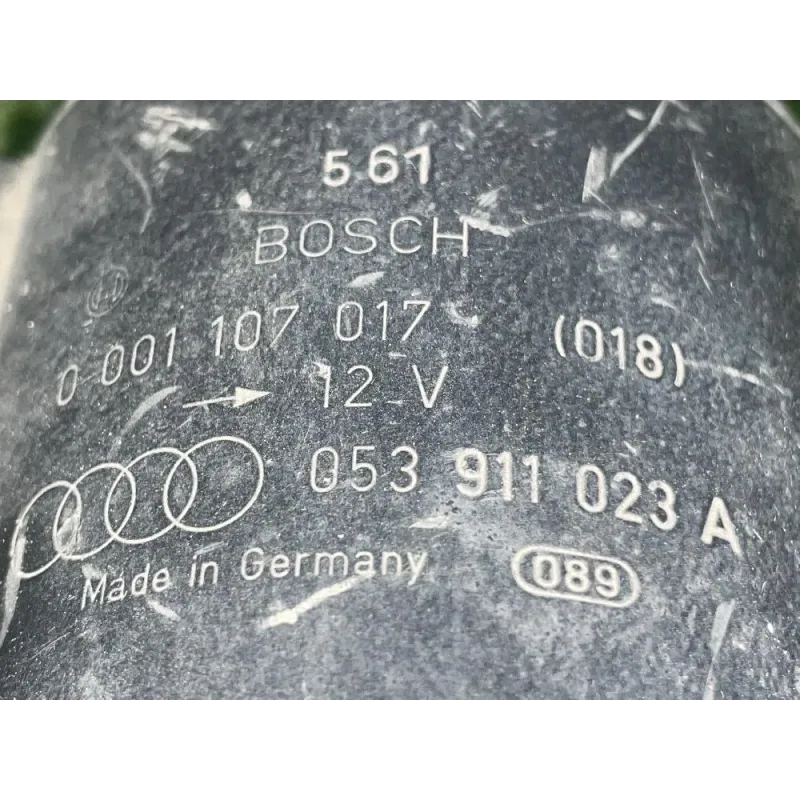 561
BOSCH
0 001 107 017 (018)
12 V
053 911 023 A
Made in Germany 089